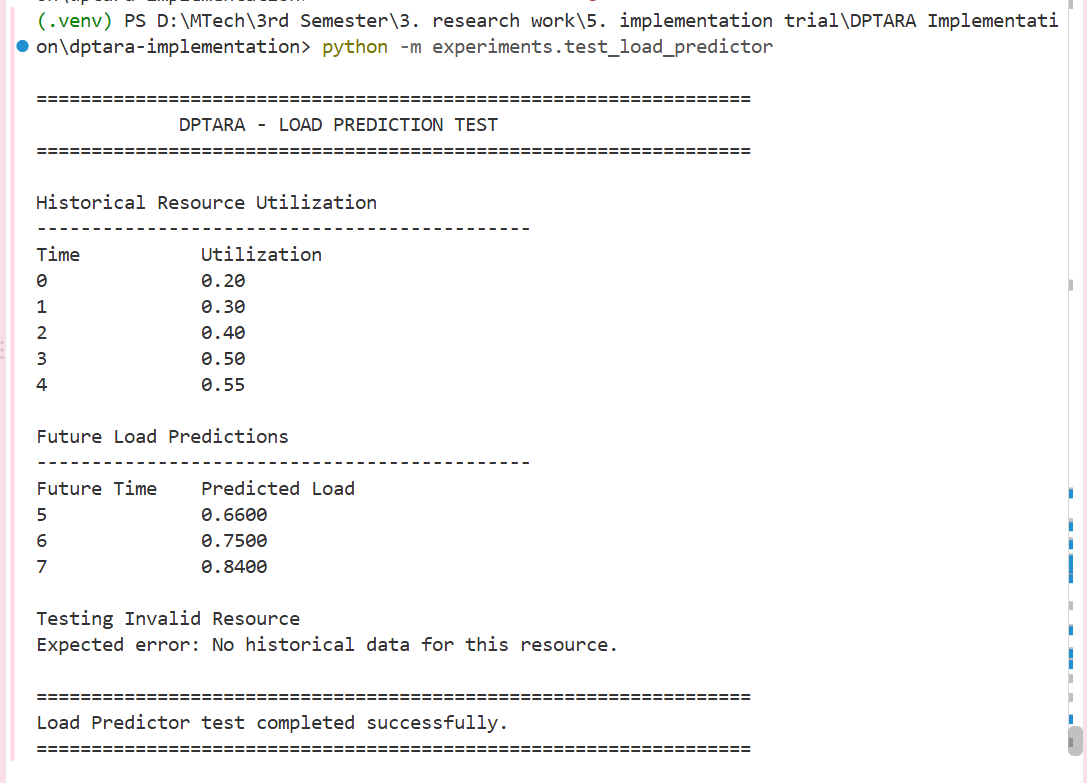 (.venv) PS D:\MTech\3rd Semester\3. research work\5. implementation trial\DPTARA Implementati
on\dptara-implementation> python -m experiments.test_load_predictor
=================================================================
DPTARA - LOAD PREDICTION TEST
=================================================================
Historical Resource Utilization
---------------------------------------------
Time Utilization
0 0.20
1 0.30
2 0.40
3 0.50
4 0.55
Future Load Predictions
---------------------------------------------
Future Time Predicted Load
5 0.6600
6 0.7500
7 0.8400
Testing Invalid Resource
Expected error: No historical data for this resource.
=================================================================
Load Predictor test completed successfully.
=================================================================